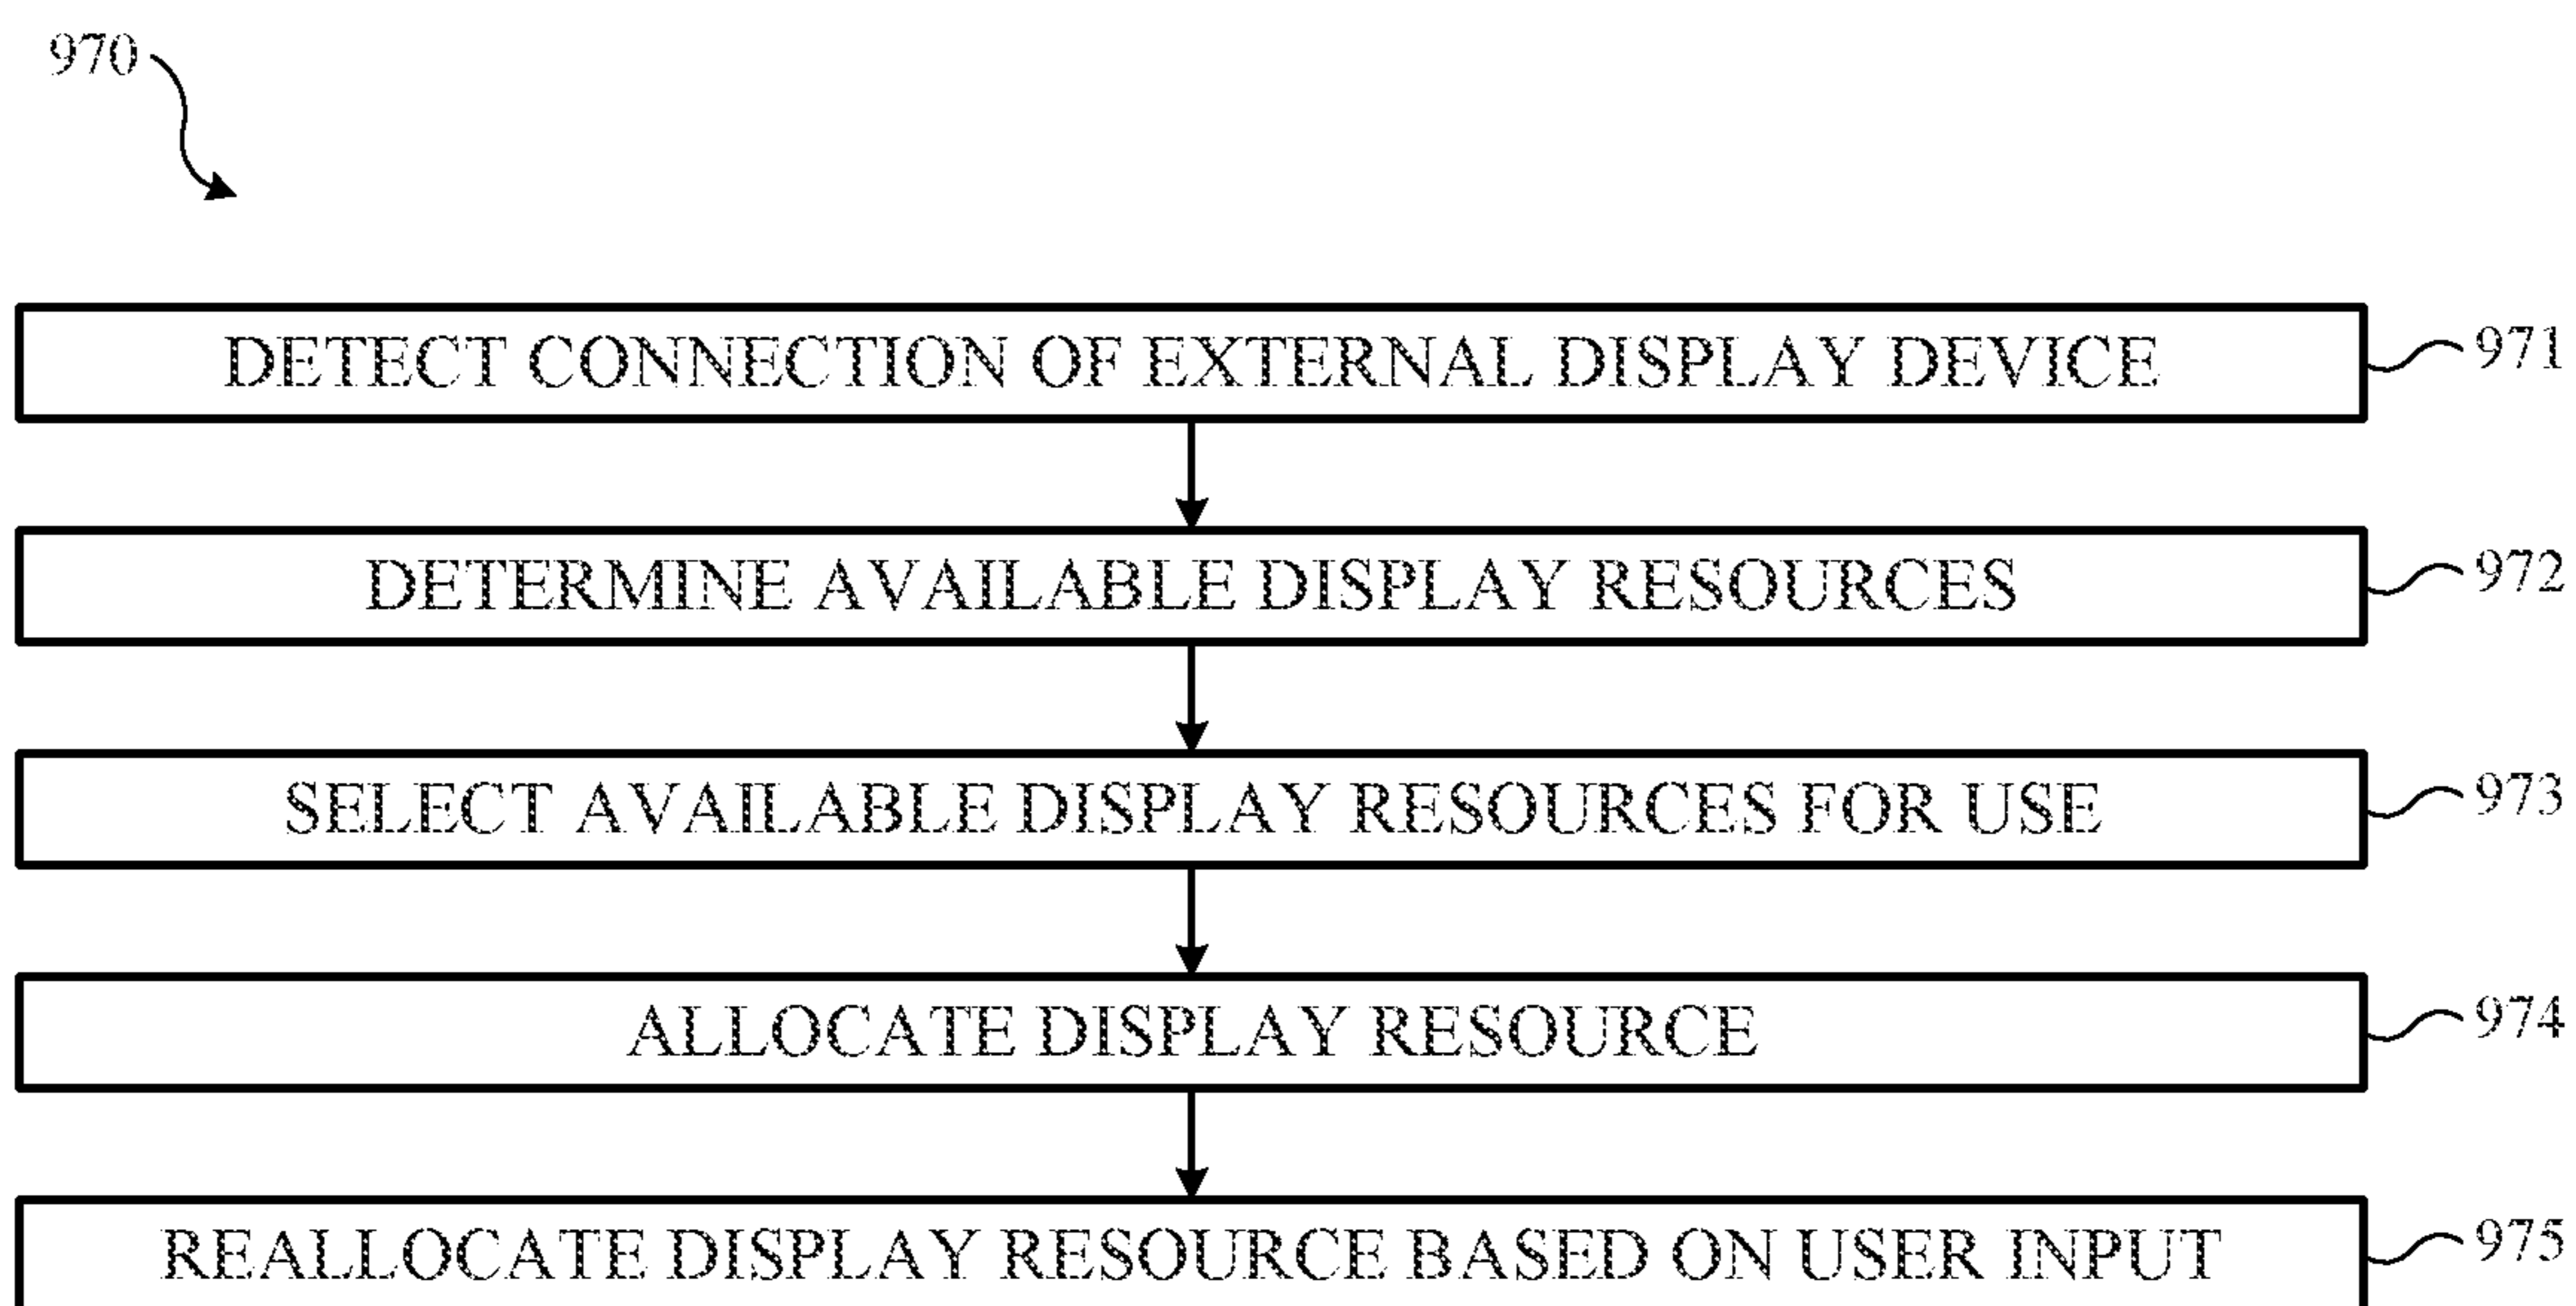 970
DETECT CONNECTION OF EXTERNAL DISPLAY DEVICE
971
DETERMINE AVAILABLE DISPLAY RESOURCES
972
SELECT AVAILABLE DISPLAY RESOURCES FOR USE
973
ALLOCATE DISPLAY RESOURCE
974
REALLOCATE DISPLAY RESOURCE BASED ON USER INPUT
975